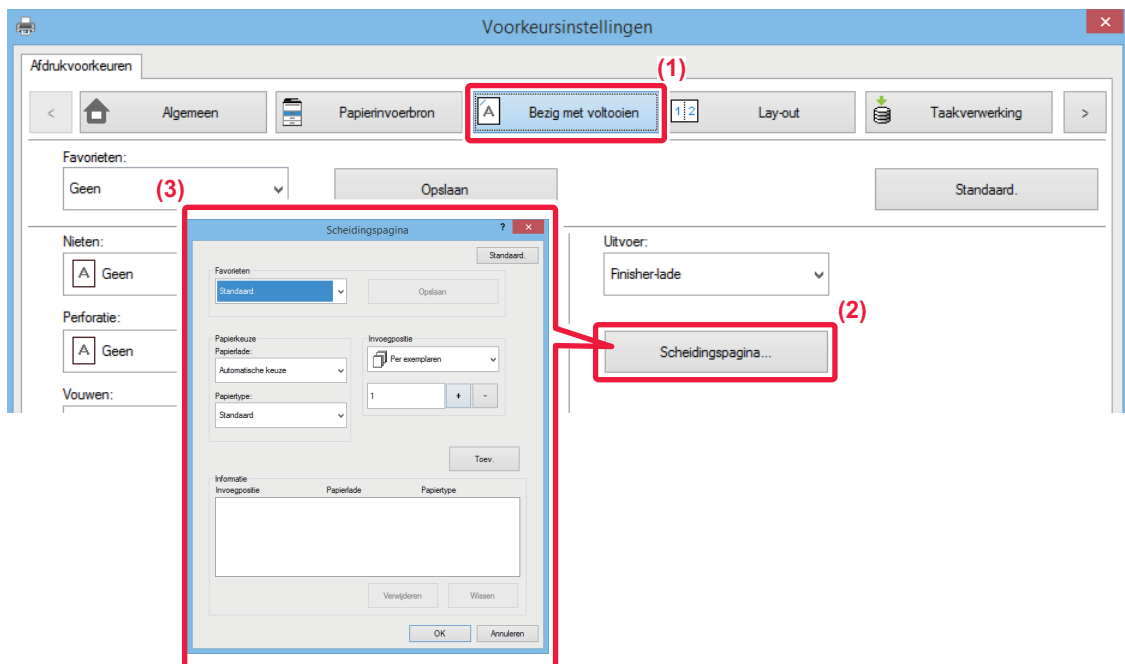 Voorkeursinstellingen
Afdrukvoorkeuren
(1)
< Algemeen Papierinvoerbron A Bezig met voltooien 1 2 Lay-out Taakverwerking >
Favorieten:
Geen
Opslaan
Standaard.
(3)
Nieten:
A Geen
Perforatie:
A Geen
Vouwen:
Uitvoer:
Finisher-lade
(2)
Scheidingspagina...
Scheidingspagina ?
Standaard.
Favorieten
Standaard.
Opslaan
Papierkeuze
Papierlade:
Automatische keuze
Papiertype:
Standaard
Invoegpositie
Per exemplaren
1 + -
Toev.
Informatie
Invoegpositie Papierlade Papiertype
Verwijderen Wissen
OK Annuleren